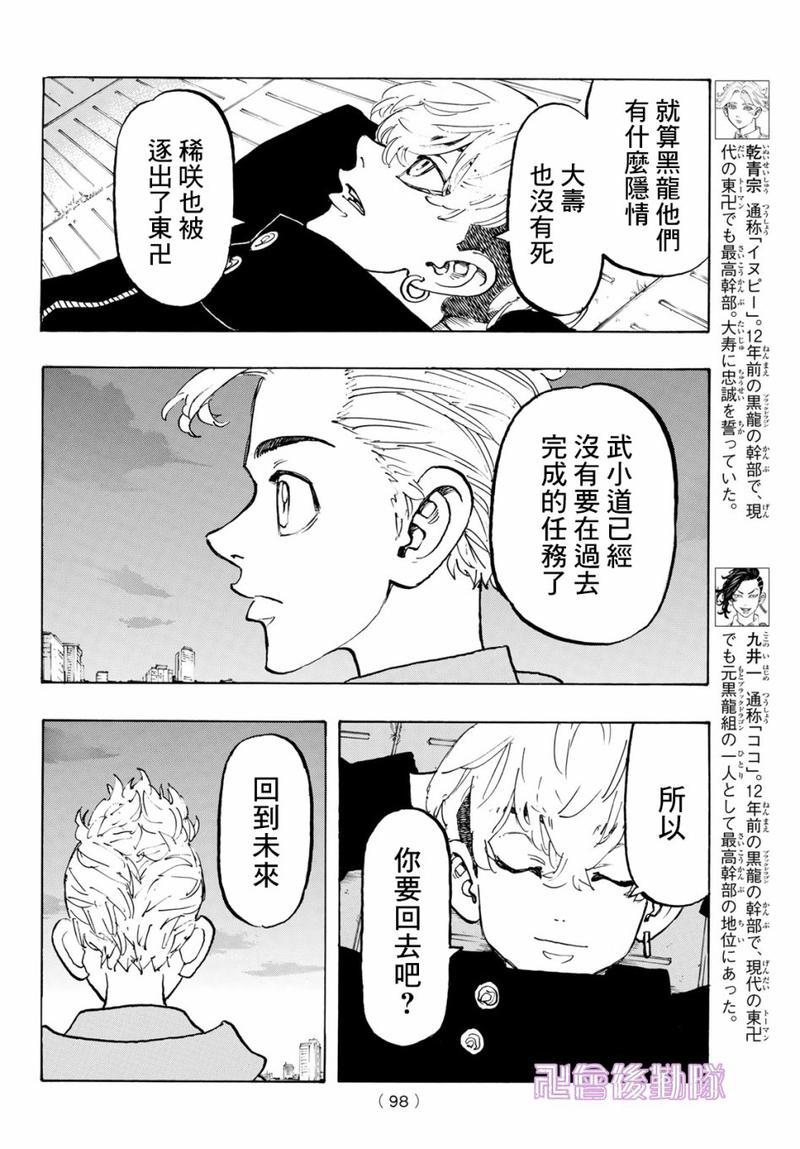 就算黑龍他們
有什麼隱情
大壽
也沒有死
稀咲也被
逐出了東卍
武小道已經
沒有要在過去
完成的任務了
所以
你要回去吧？
回到未來
乾青宗　通称「イヌピー」。12年前の黒龍の幹部で、現
代の東卍でも最高幹部。大寿に忠誠を誓っていた。
九井一　通称「ココ」。12年前の黒龍の幹部で、現代の東卍
でも元黒龍組の一人として最高幹部の地位にあった。
（98）
卍會後勤隊